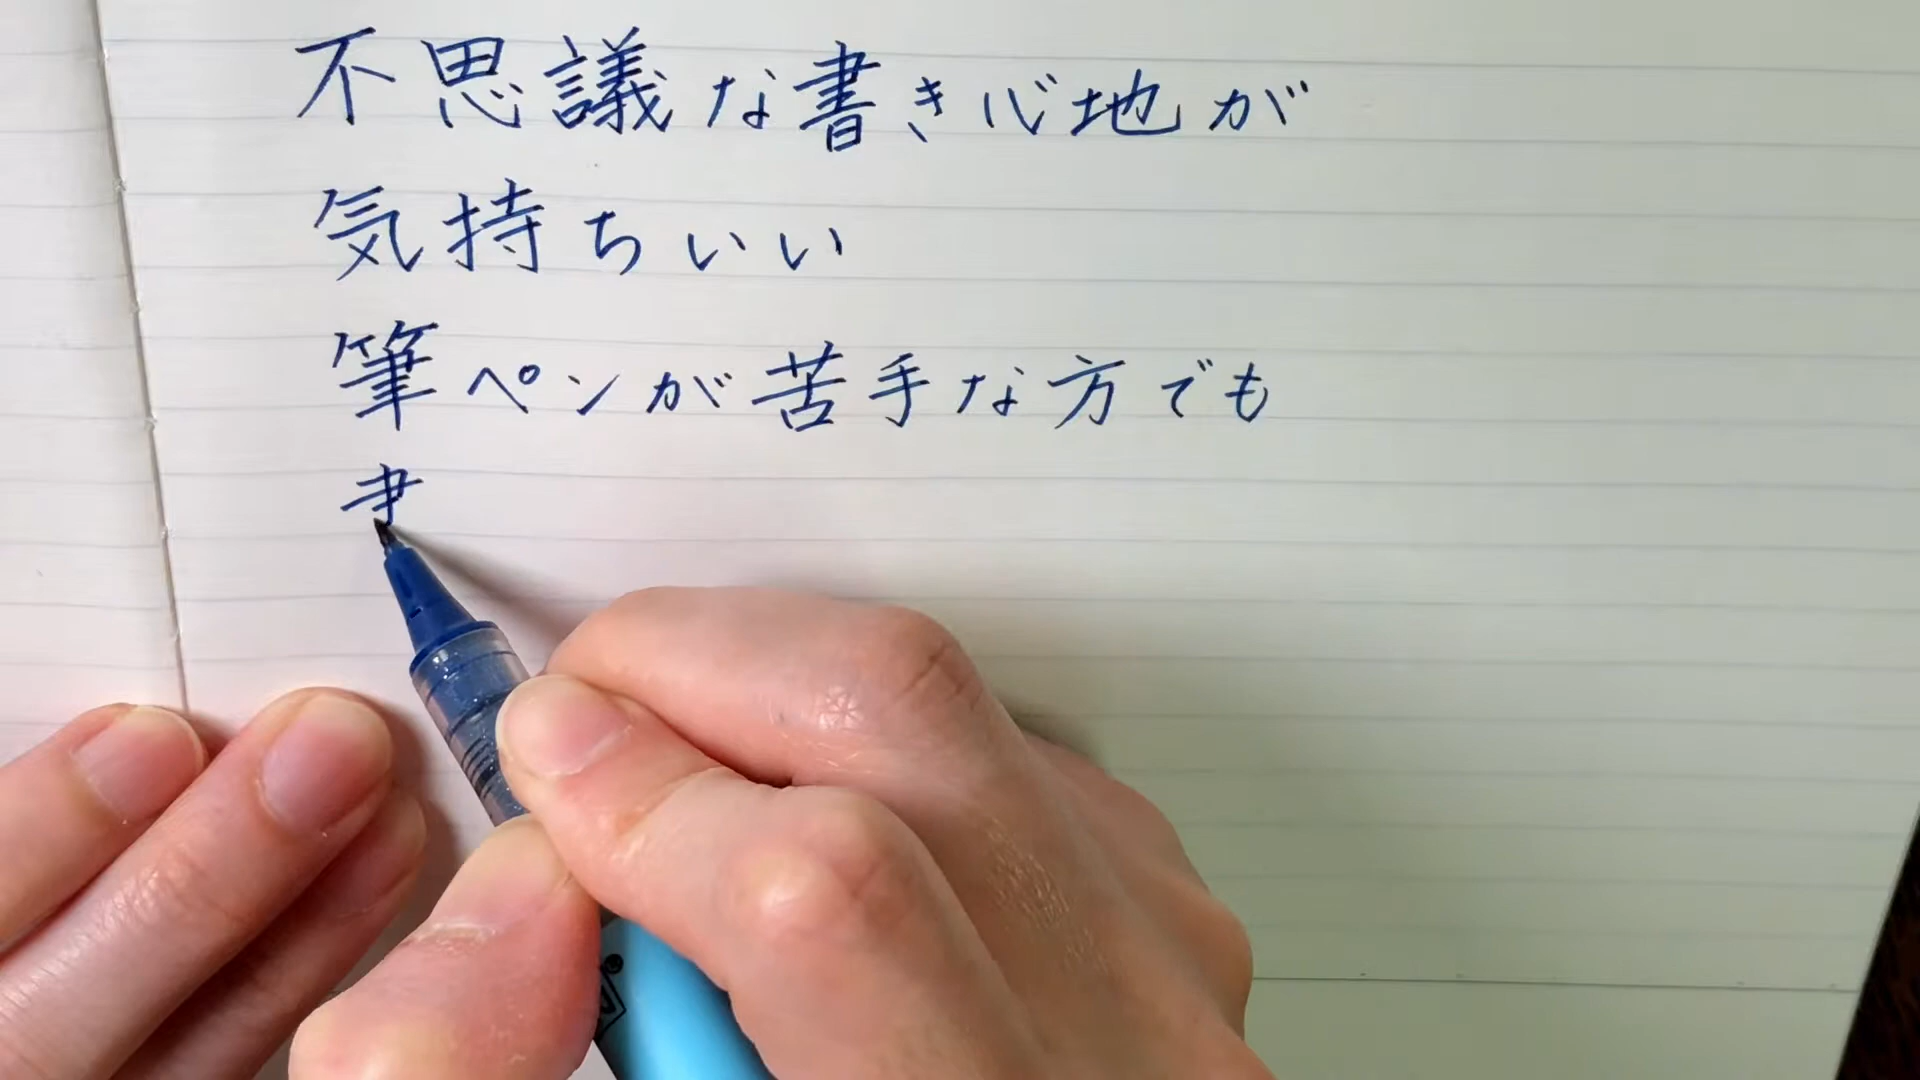 不思議な書き心地が
気持ちいい
筆ペンが苦手な方でも